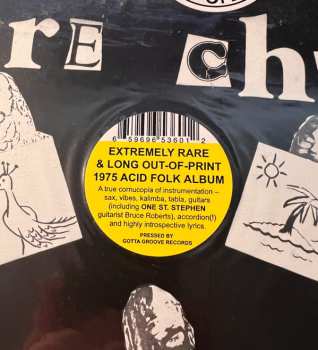 RE CH
6 59696 53601 2
EXTREMELY RARE
& LONG OUT-OF-PRINT
1975 ACID FOLK ALBUM
A true cornucopia of instrumentation –
sax, vibes, kalimba, tabla, guitars
(including ONE ST. STEPHEN
guitarist Bruce Roberts), accordion(!)
and highly introspective lyrics.
PRESSED BY
GOTTA GROOVE RECORDS